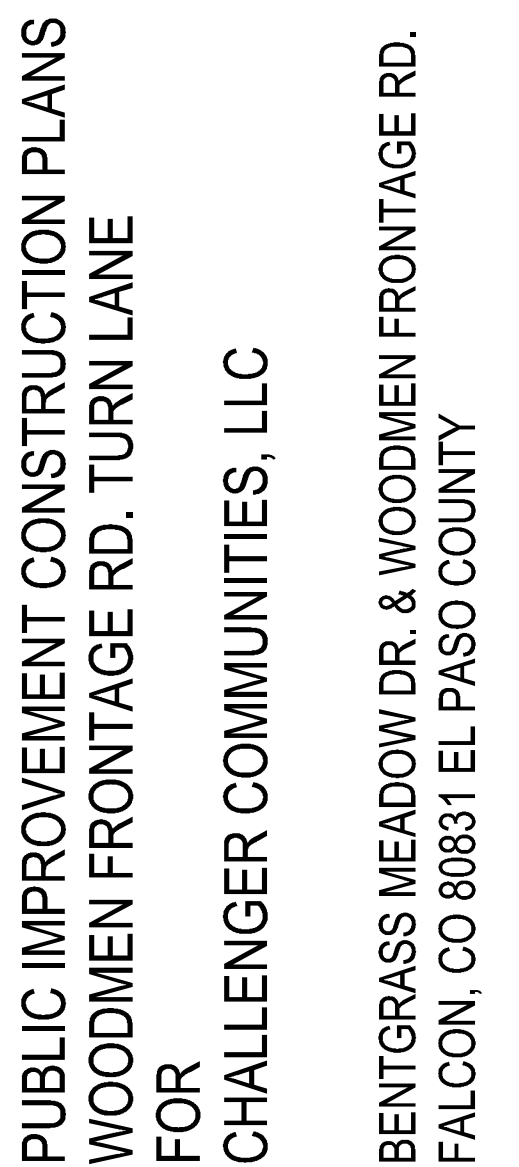 PUBLIC IMPROVEMENT CONSTRUCTION PLANS
WOODMEN FRONTAGE RD. TURN LANE
FOR
CHALLENGER COMMUNITIES, LLC
BENTGRASS MEADOW DR. & WOODMEN FRONTAGE RD.
FALCON, CO 80831 EL PASO COUNTY